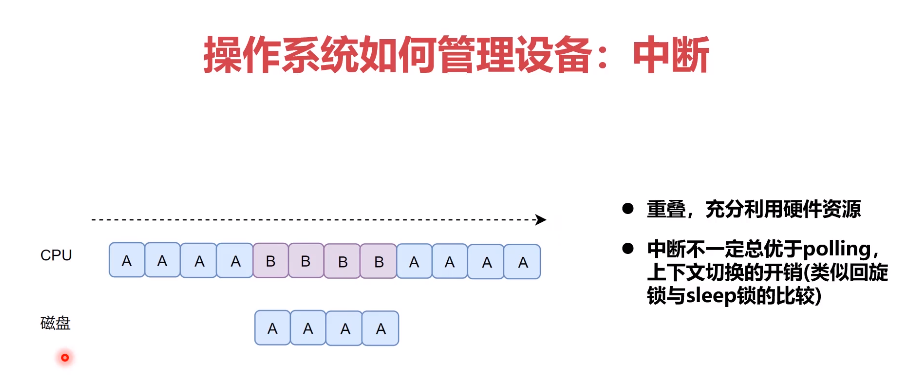 操作系统如何管理设备：中断
CPU
A A A A B B B B A A A A
磁盘
A A A A
● 重叠，充分利用硬件资源
● 中断不一定总优于polling，
上下文切换的开销(类似回旋
锁与sleep锁的比较)